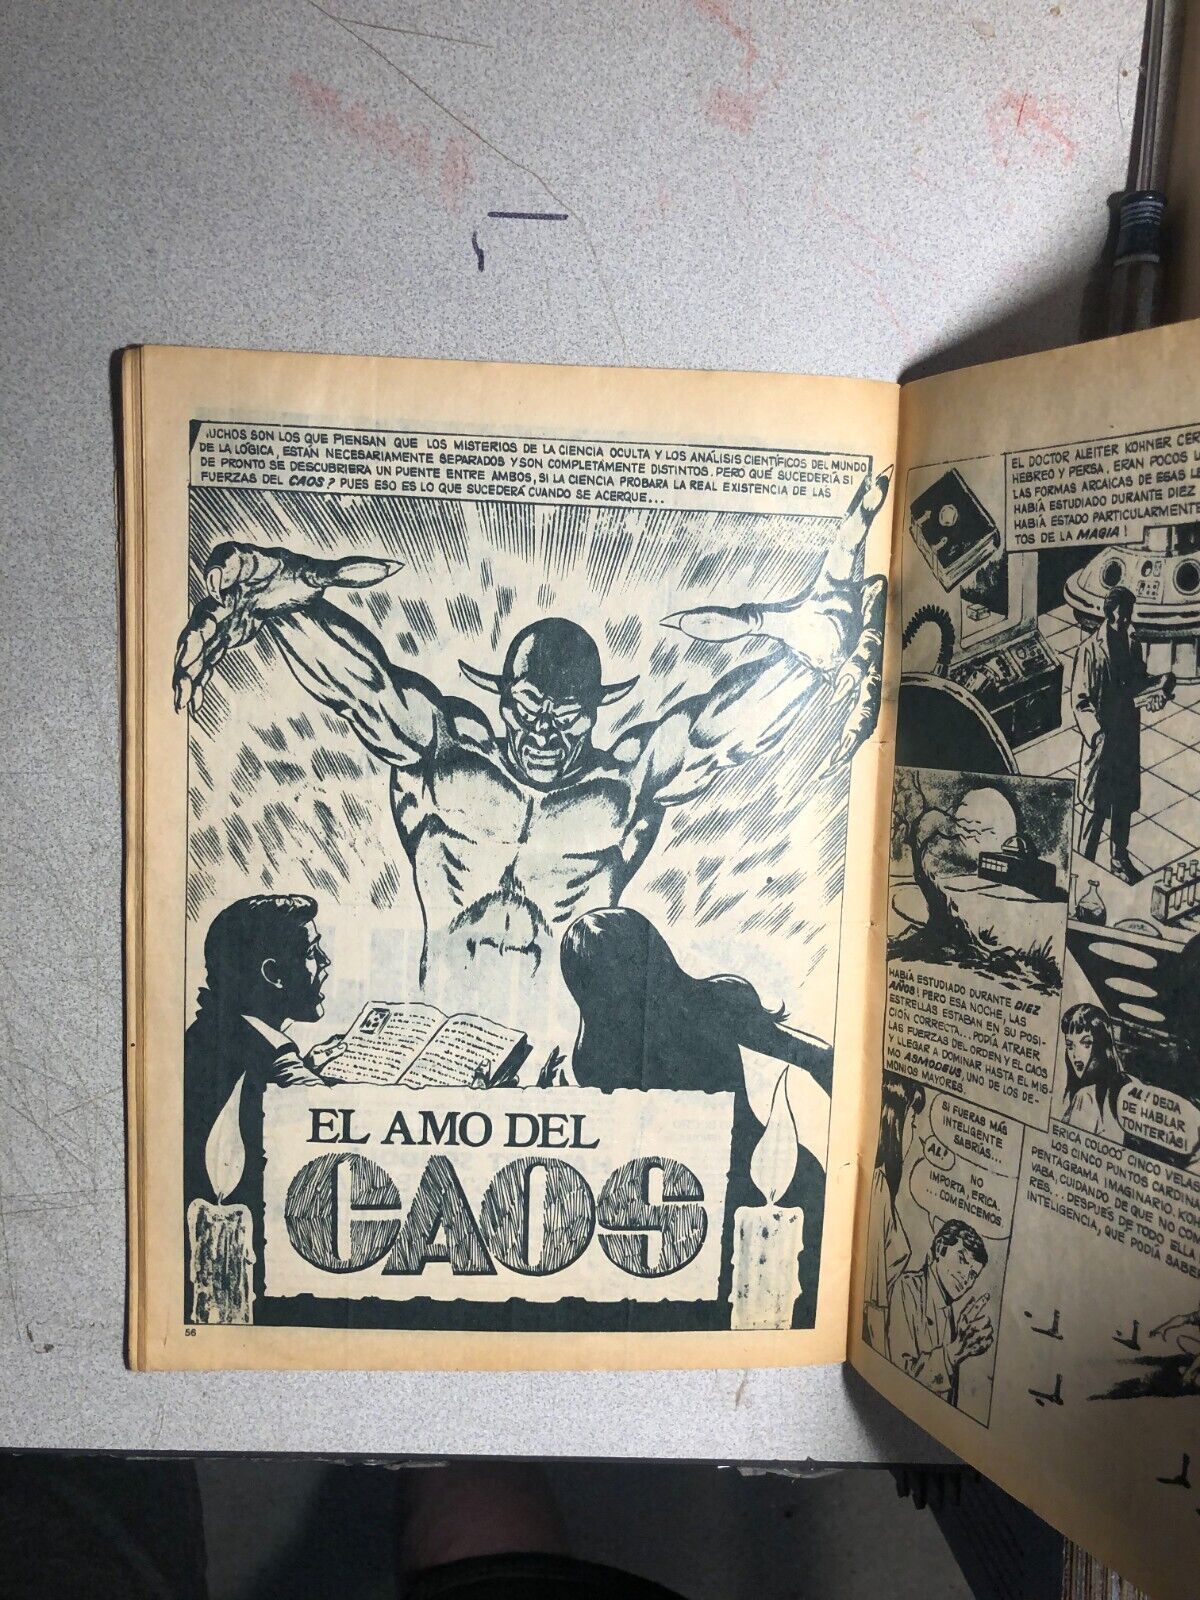 ¡UCHOS SON LOS QUE PIENSAN QUE LOS MISTERIOS DE LA CIENCIA OCULTA Y LOS ANÁLISIS CIENTÍFICOS DEL MUNDO
DE LA LÓGICA, ESTÁN NECESARIAMENTE SEPARADOS Y SON COMPLETAMENTE DISTINTOS. PERO QUÉ SUCEDERÍA SI
DE PRONTO SE DESCUBRIERA UN PUENTE ENTRE AMBOS, SI LA CIENCIA PROBARA LA REAL EXISTENCIA DE LAS
FUERZAS DEL CAOS? PUES ESO ES LO QUE SUCEDERÁ CUANDO SE ACERQUE...
EL AMO DEL
CAOS
56
EL DOCTOR ALEITER KOHNER CER
HEBREO Y PERSA. ERAN POCOS L
LAS FORMAS ARCAICAS DE ESAS L
HABÍA ESTUDIADO DURANTE DIEZ
HABÍA ESTADO PARTICULARMENT
TOS DE LA MAGIA!
HABÍA ESTUDIADO DURANTE DIEZ
AÑOS! PERO ESA NOCHE, LAS
ESTRELLAS ESTABAN EN SU POSI-
CIÓN CORRECTA... PODÍA ATRAER
LAS FUERZAS DEL ORDEN Y EL CAOS
Y LLEGAR A DOMINAR HASTA EL MIS-
MO ASMODEUS, UNO DE LOS DE-
MONIOS MAYORES.
AL! DEJA
DE HABLAR
TONTERIAS!
SI FUERAS MÁS
INTELIGENTE
SABRÍAS...
AL!
NO
IMPORTA, ERICA.
...COMENCEMOS.
ERICA COLOCÓ CINCO VELAS
LOS CINCO PUNTOS CARDIN
PENTAGRAMA IMAGINARIO. KO
VABA, CUIDANDO DE QUE NO COM
RES... DESPUÉS DE TODO ELLA
INTELIGENCIA, QUE PODÍA SABE